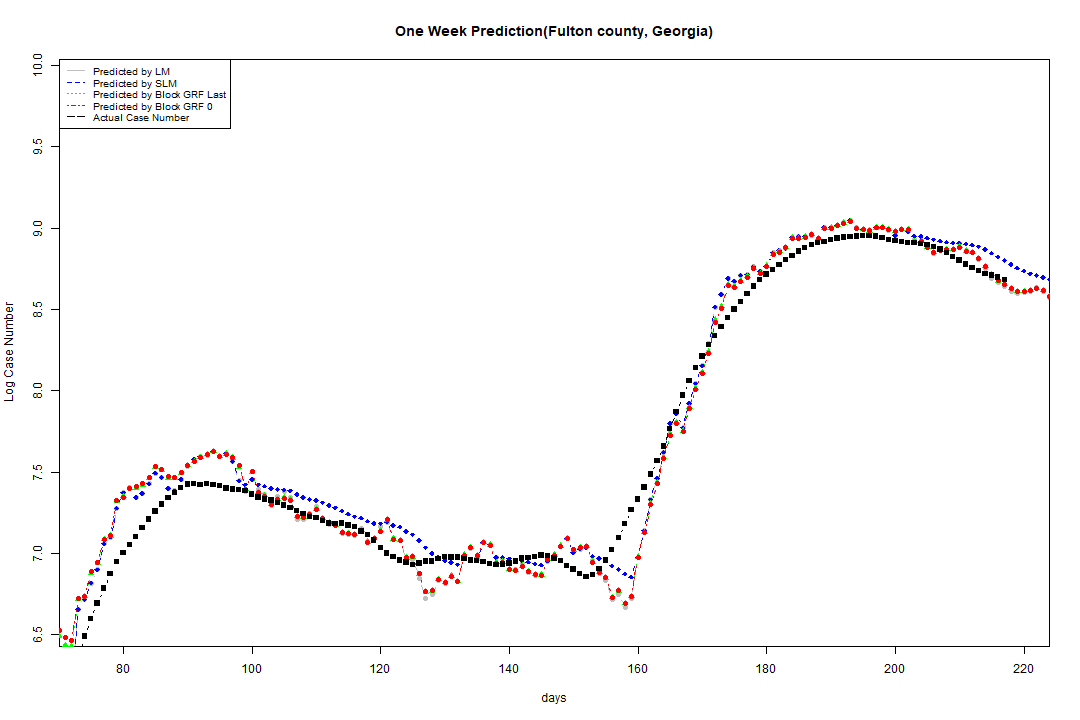 One Week Prediction(Fulton county, Georgia)
Predicted by LM
Predicted by SLM
Predicted by Block GRF Last
Predicted by Block GRF 0
Actual Case Number
10.0
9.5
9.0
8.5
8.0
7.5
7.0
6.5
Log Case Number
80 100 120 140 160 180 200 220
days